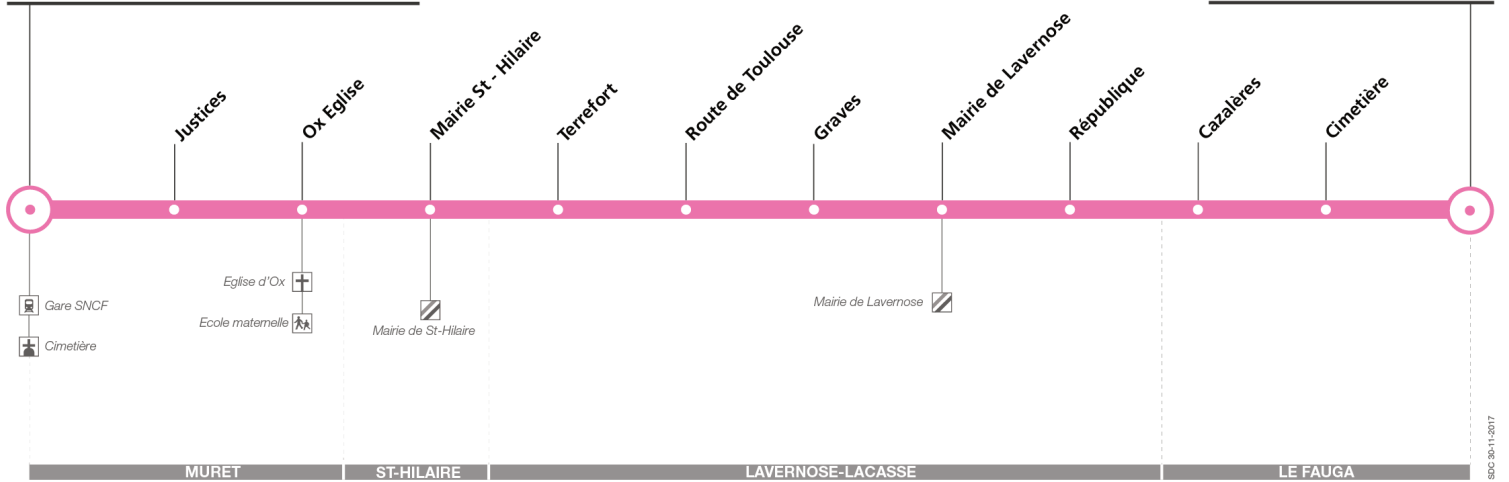 Justices
Ox Eglise
Mairie St - Hilaire
Terrefort
Route de Toulouse
Graves
Mairie de Lavernose
République
Cazalères
Cimetière
Gare SNCF
Cimetière
Eglise d'Ox
Ecole maternelle
Mairie de St-Hilaire
Mairie de Lavernose
MURET
ST-HILAIRE
LAVERNOSE-LACASSE
LE FAUGA
SDC 30-11-2017